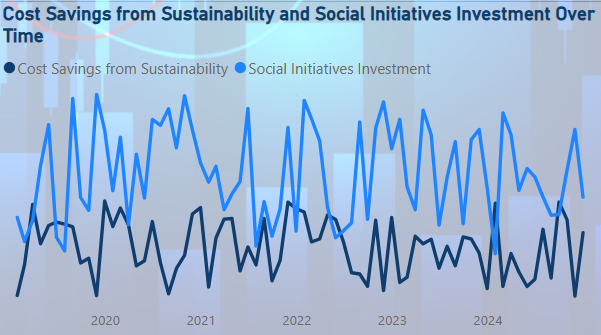 Cost Savings from Sustainability and Social Initiatives Investment Over
Time
Cost Savings from Sustainability Social Initiatives Investment
2020 2021 2022 2023 2024